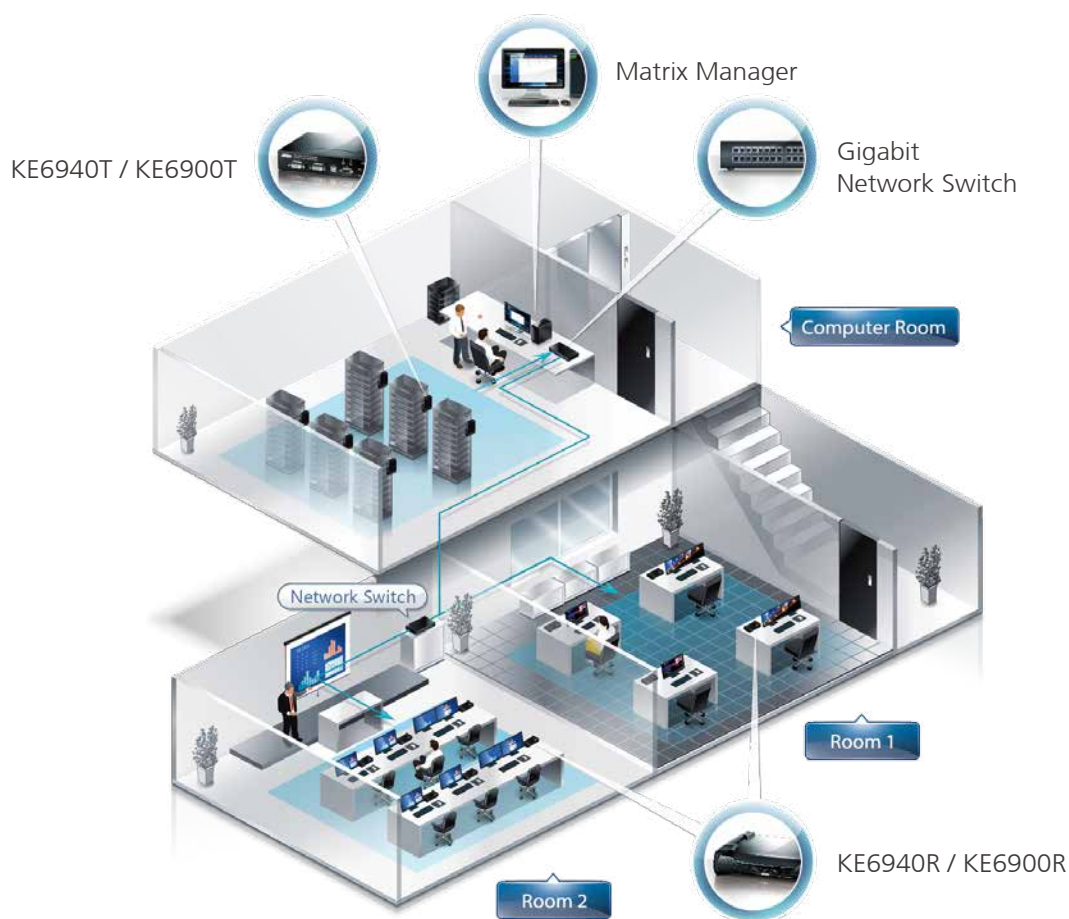 Matrix Manager
KE6940T / KE6900T
Gigabit
Network Switch
Computer Room
Network Switch
Room 1
KE6940R / KE6900R
Room 2